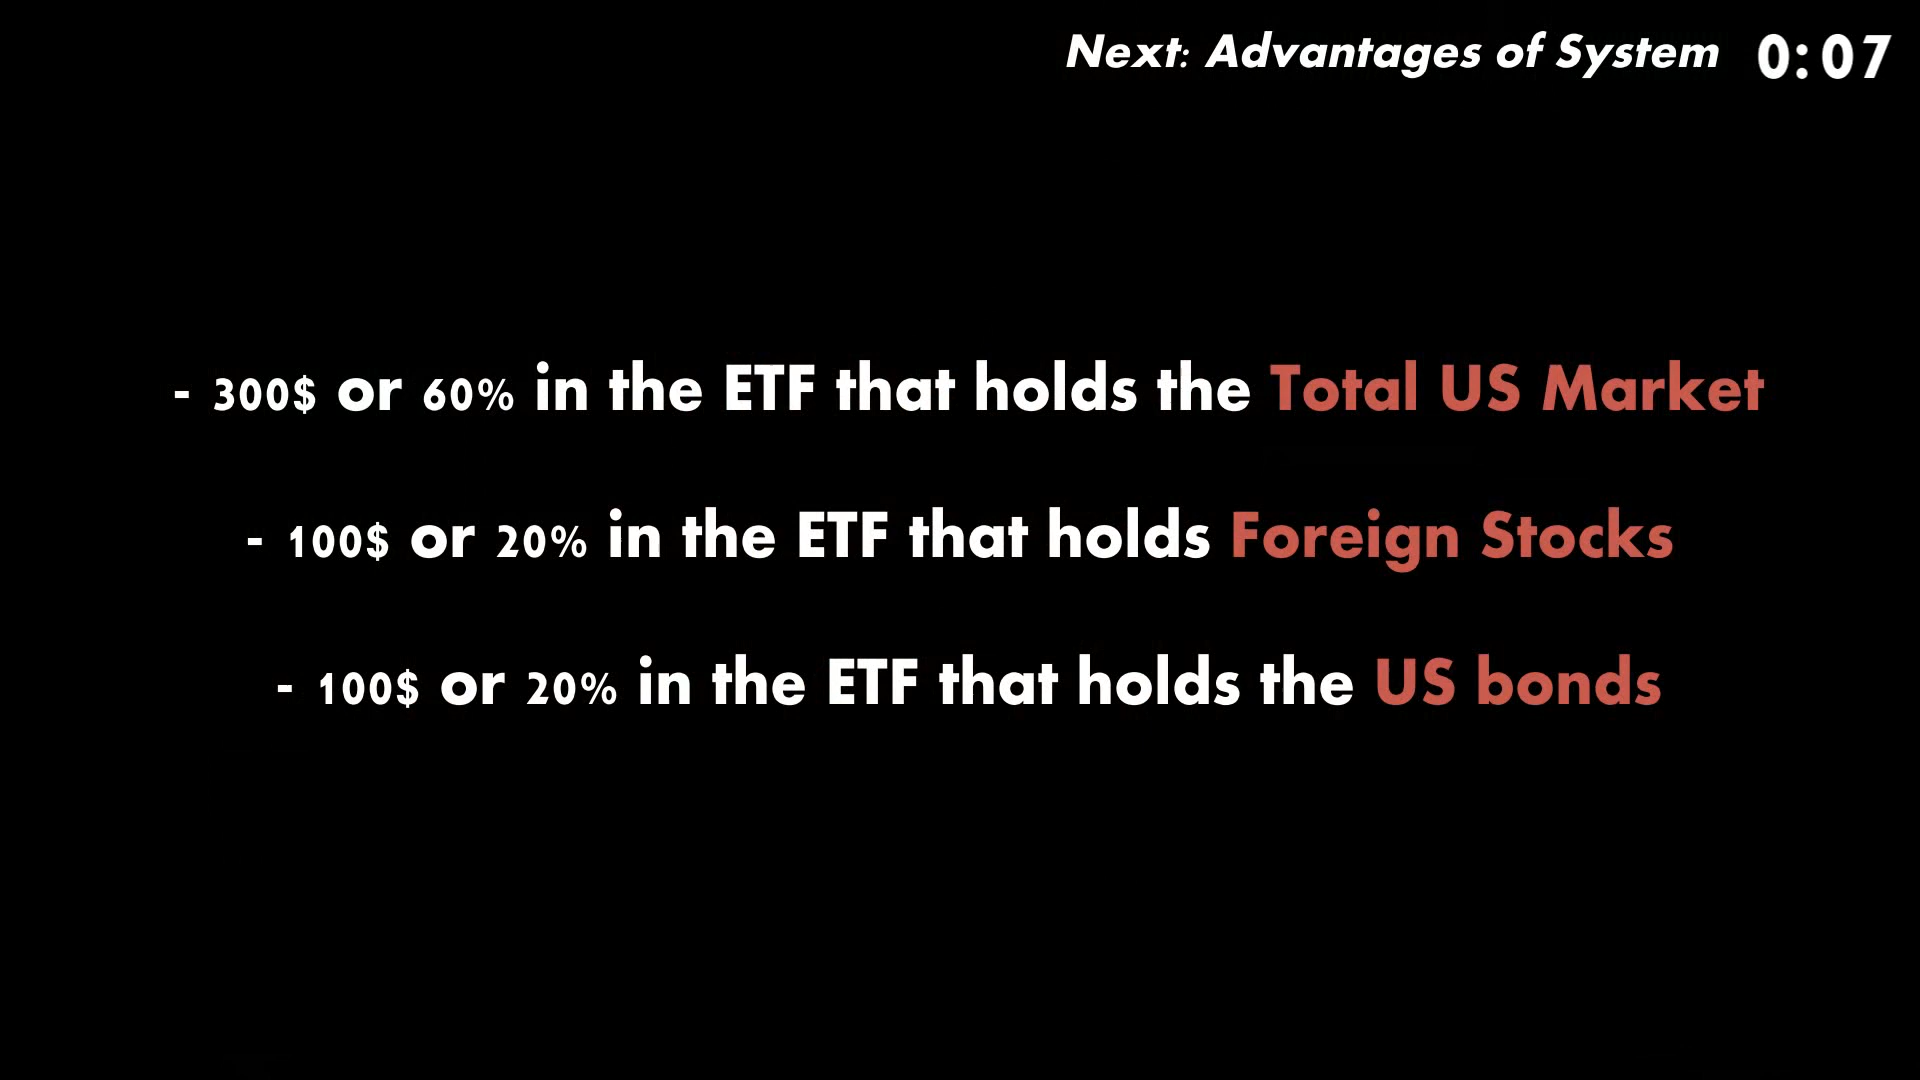 Next: Advantages of System 0:07
- 300$ or 60% in the ETF that holds the Total US Market
- 100$ or 20% in the ETF that holds Foreign Stocks
- 100$ or 20% in the ETF that holds the US bonds